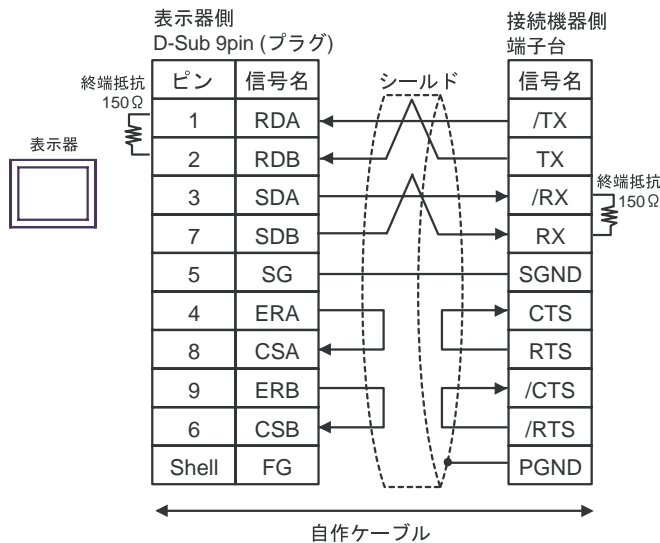 表示器側
D-Sub 9pin (プラグ)
接続機器側
端子台
終端抵抗
150Ω
ピン 信号名
シールド
信号名
1 RDA /TX
2 RDB TX
表示器
3 SDA /RX
終端抵抗
150Ω
7 SDB RX
5 SG SGND
4 ERA CTS
8 CSA RTS
9 ERB /CTS
6 CSB /RTS
Shell FG PGND
自作ケーブル